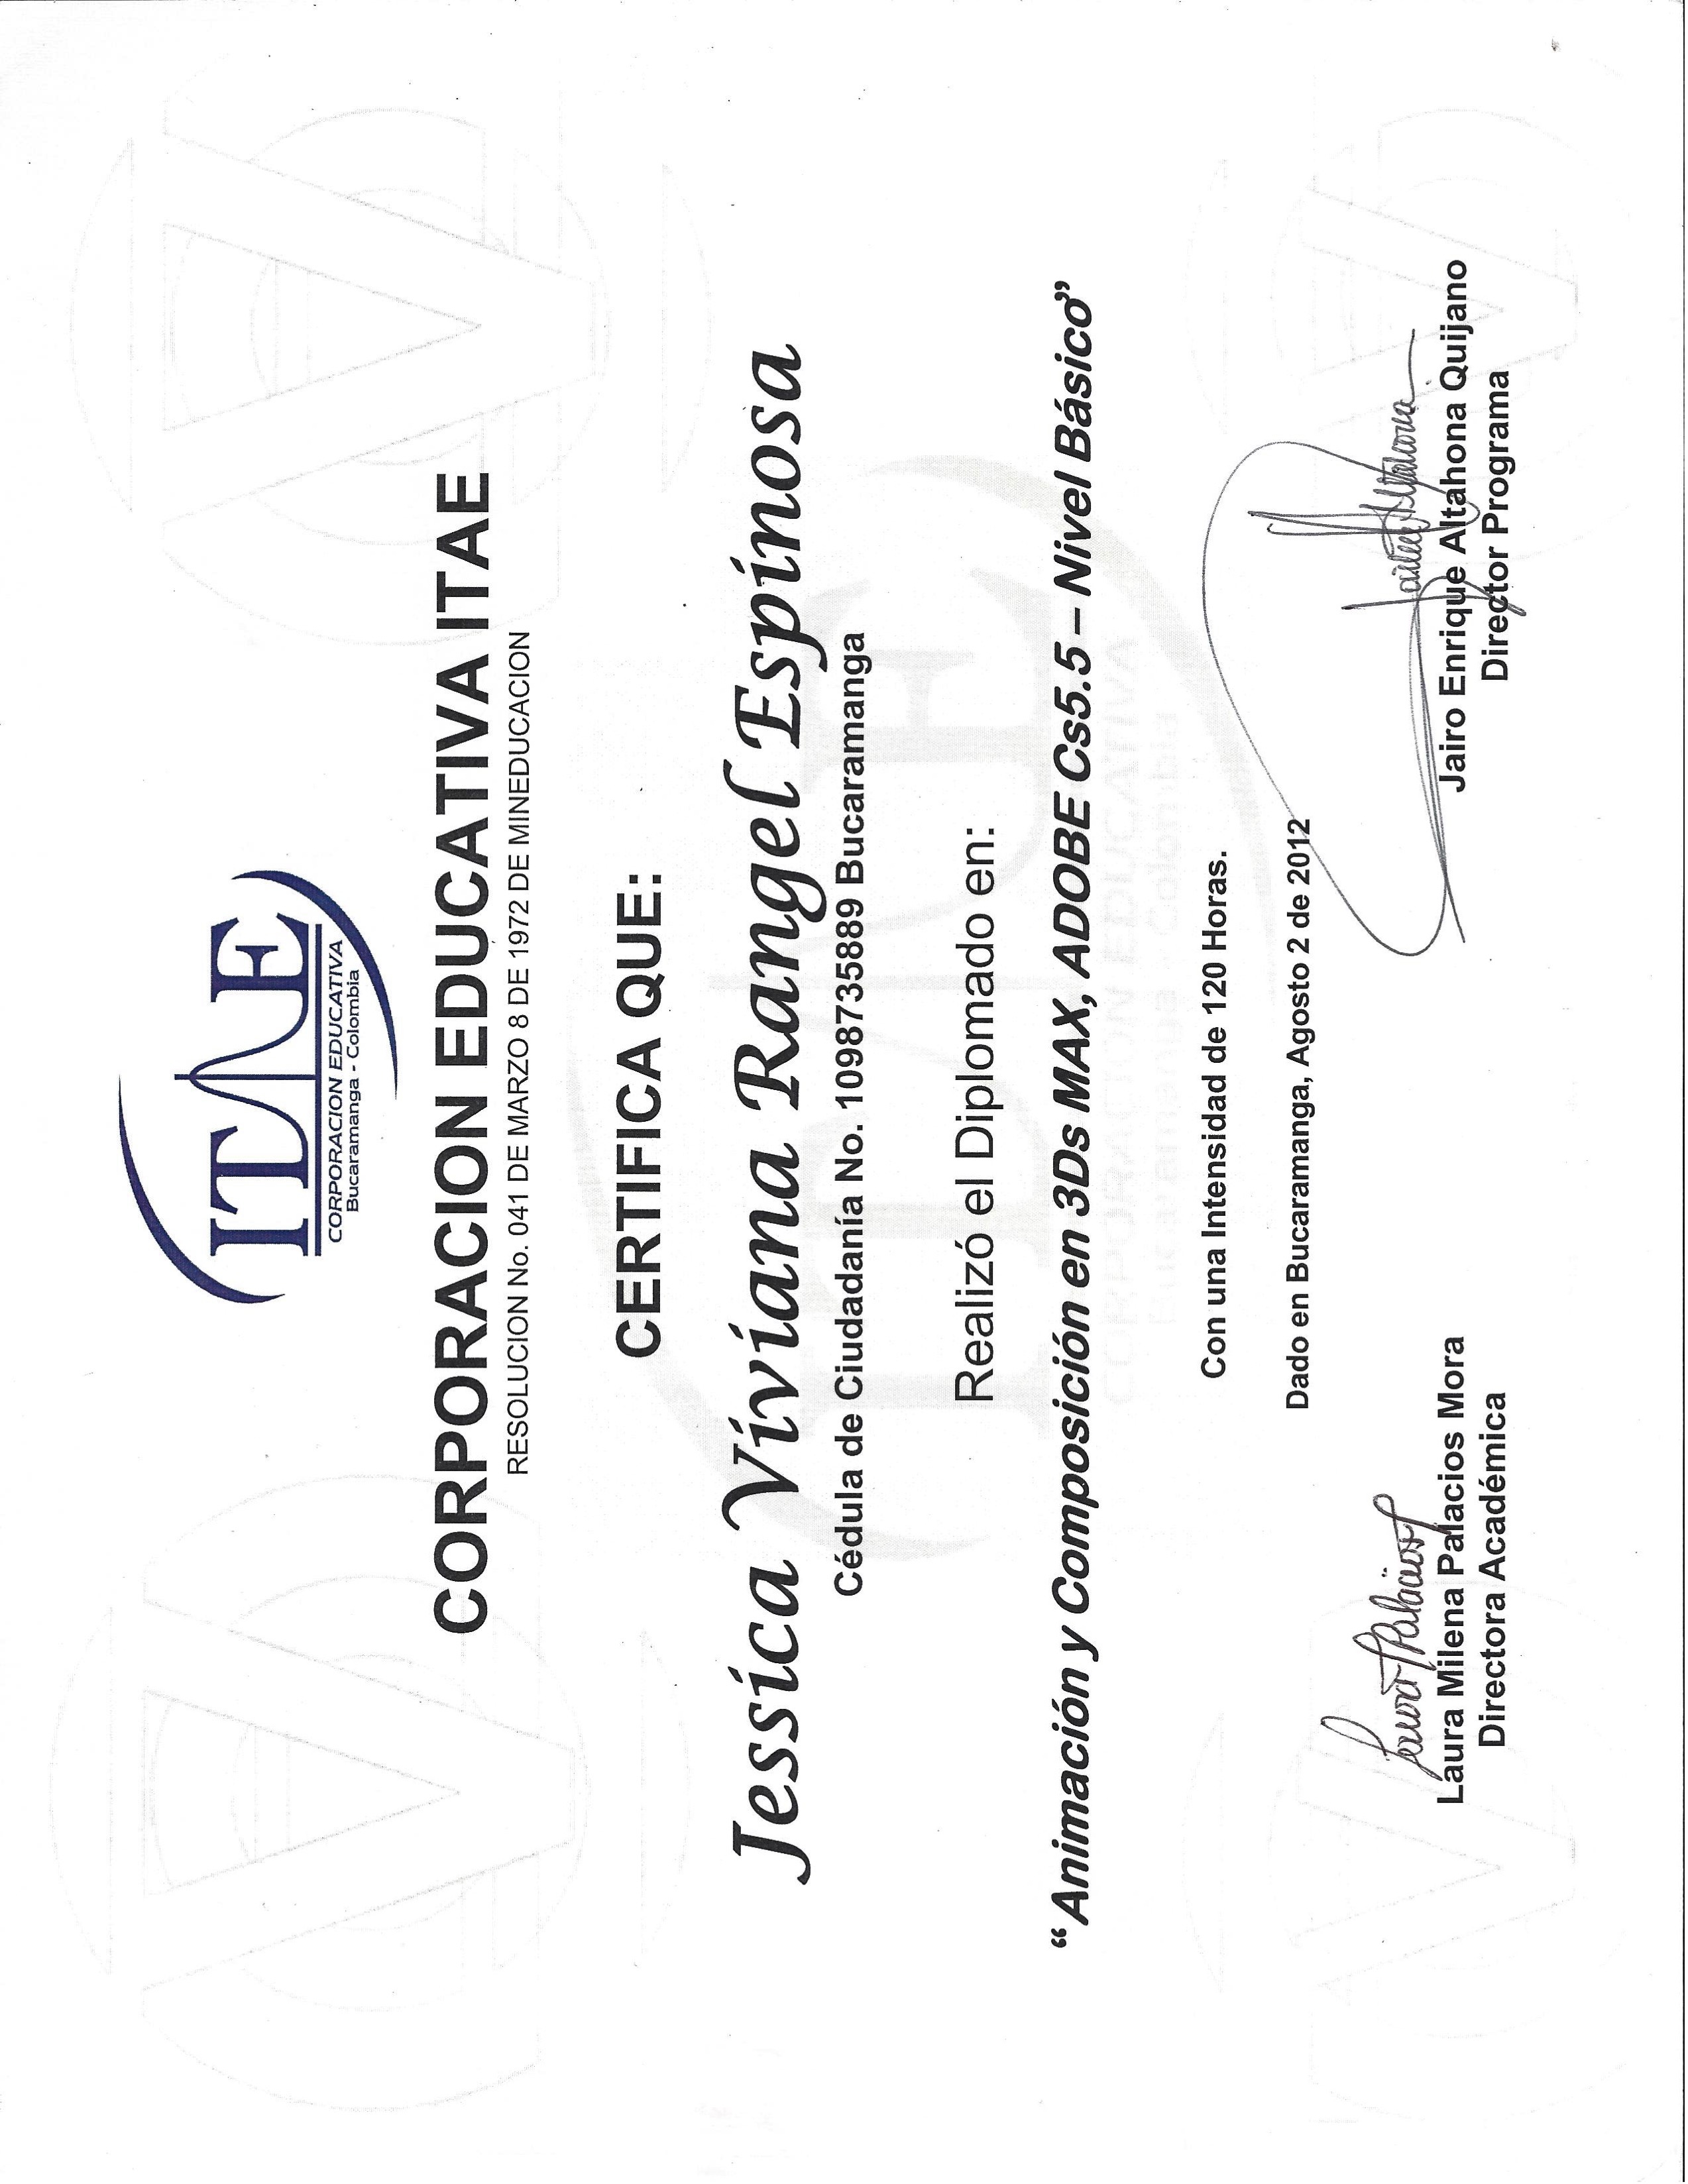 ITAE
CORPORACION EDUCATIVA
Bucaramanga - Colombia
CORPORACION EDUCATIVA ITAE
RESOLUCION No. 041 DE MARZO 8 DE 1972 DE MINEDUCACION
CERTIFICA QUE:
Jessica Viviana Rangel Espinosa
Cédula de Ciudadanía No. 1098735889 Bucaramanga
Realizó el Diplomado en:
“Animación y Composición en 3Ds MAX, ADOBE Cs5.5 – Nivel Básico”
Con una Intensidad de 120 Horas.
Dado en Bucaramanga, Agosto 2 de 2012
Laura Milena Palacios Mora
Directora Académica
Jairo Enrique Altahona Quijano
Director Programa